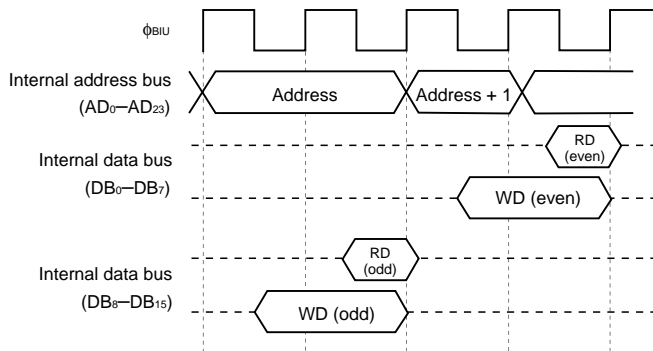 ϕBIU
Internal address bus
(AD0–AD23)
Address
Address + 1
Internal data bus
(DB0–DB7)
RD
(even)
WD (even)
Internal data bus
(DB8–DB15)
RD
(odd)
WD (odd)